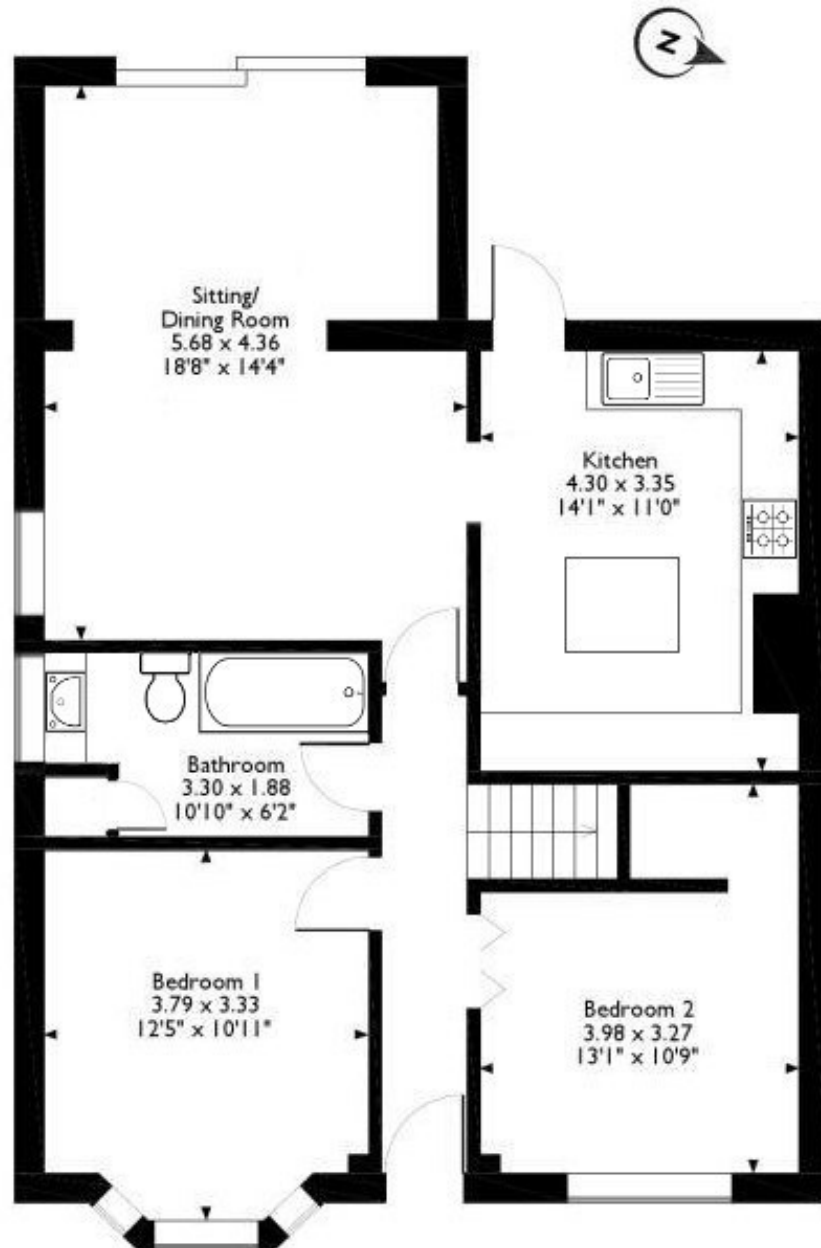 N
Sitting/
Dining Room
5.68 x 4.36
18'8" x 14'4"
Kitchen
4.30 x 3.35
14'1" x 11'0"
Bathroom
3.30 x 1.88
10'10" x 6'2"
Bedroom 1
3.79 x 3.33
12'5" x 10'11"
Bedroom 2
3.98 x 3.27
13'1" x 10'9"